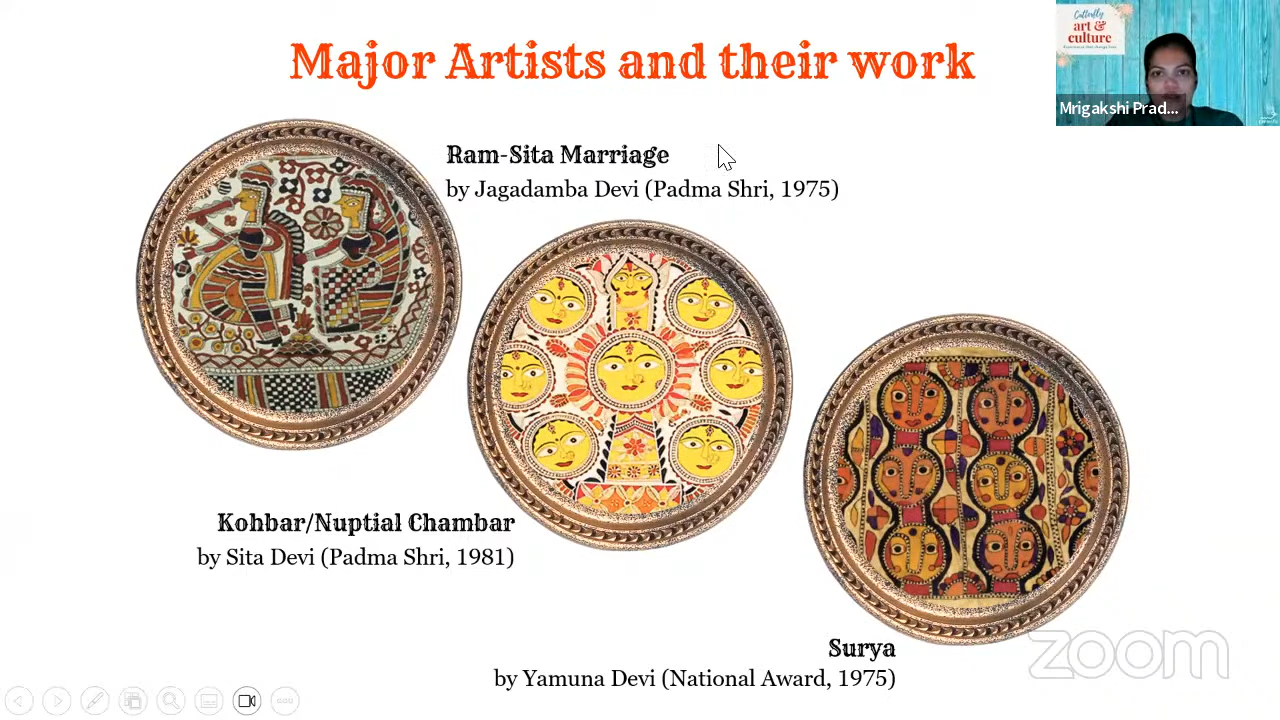 Major Artists and their work
Cutterfly
art &
culture
Mrigakshi Prad...
Ram-Sita Marriage
by Jagadamba Devi (Padma Shri, 1975)
Kohbar/Nuptial Chambar
by Sita Devi (Padma Shri, 1981)
Surya
by Yamuna Devi (National Award, 1975)
zoom